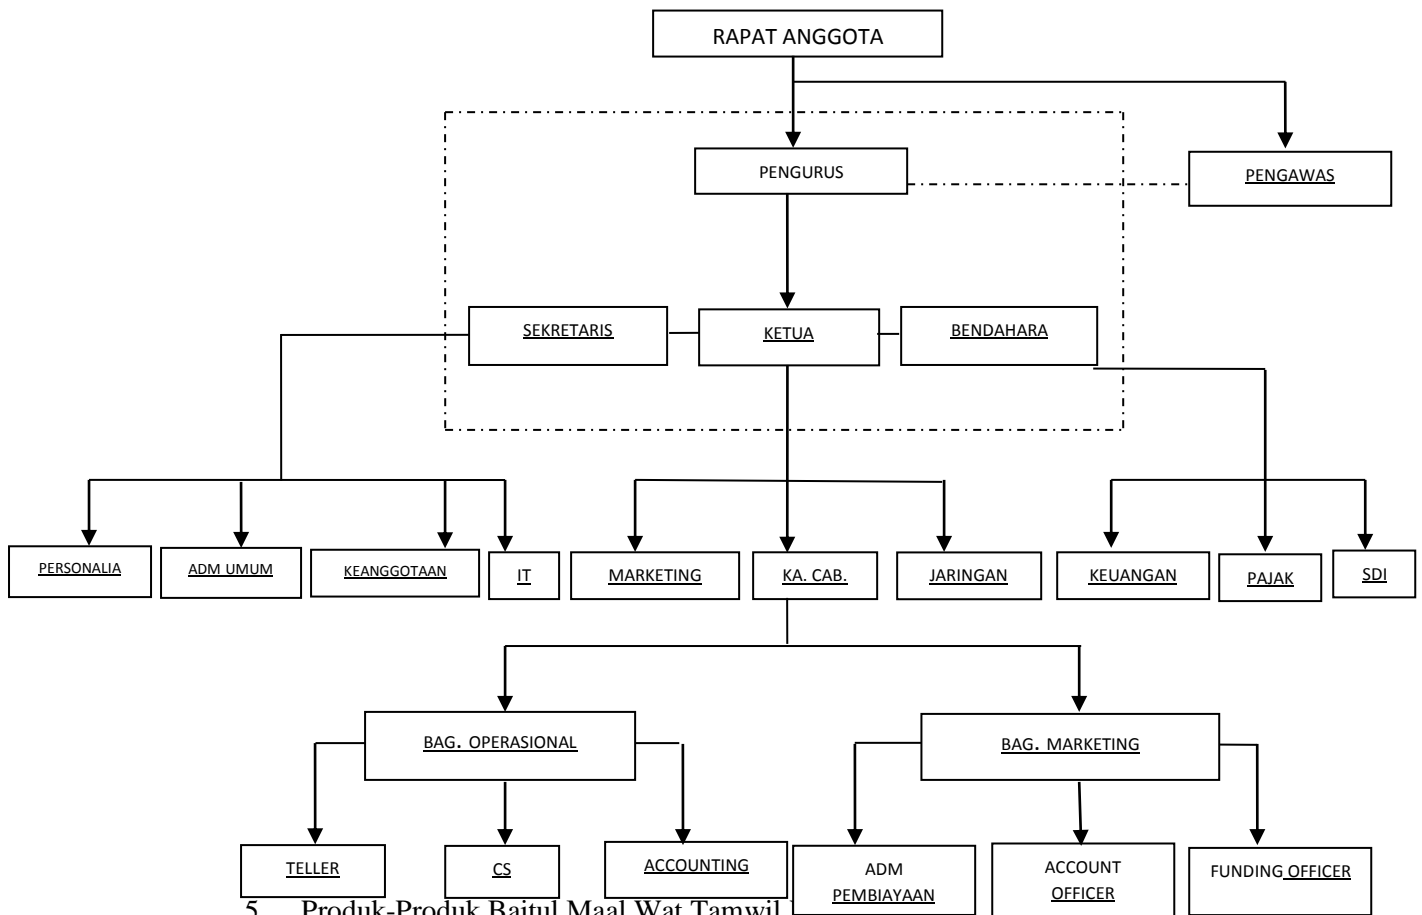 RAPAT ANGGOTA
PENGURUS
PENGAWAS
SEKRETARIS
KETUA
BENDAHARA
PERSONALIA
ADM UMUM
KEANGGOTAAN
IT
MARKETING
KA. CAB.
JARINGAN
KEUANGAN
PAJAK
SDI
BAG. OPERASIONAL
BAG. MARKETING
TELLER
CS
ACCOUNTING
ADM
PEMBIAYAAN
ACCOUNT
OFFICER
FUNDING OFFICER
5. Produk-Produk Baitul Maal Wat Tamwil